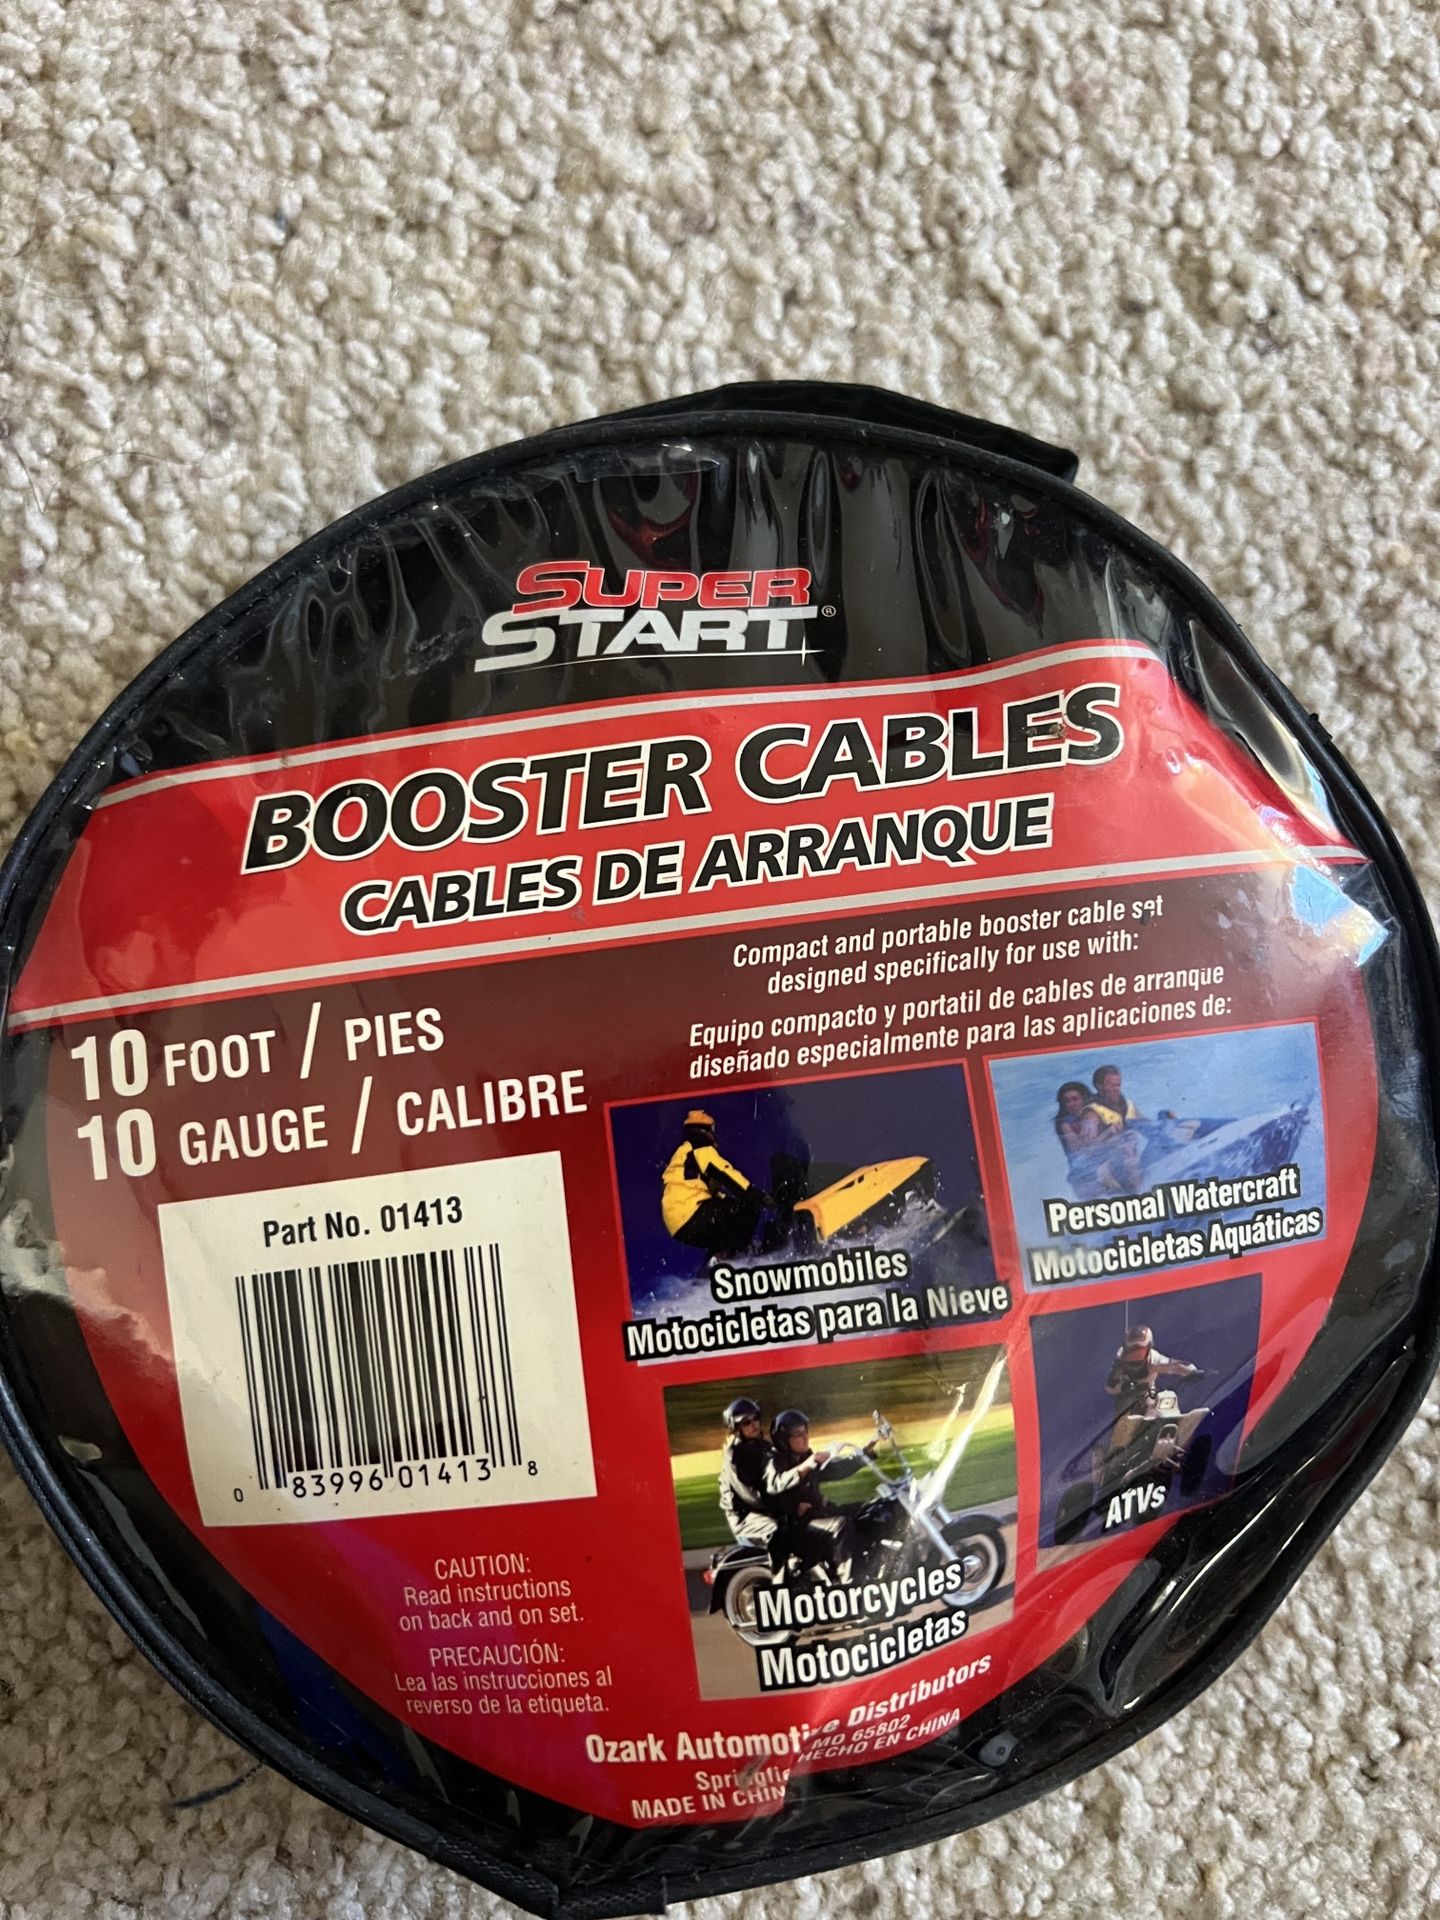 SUPER
START®
BOOSTER CABLES
CABLES DE ARRANQUE
Compact and portable booster cable set
designed specifically for use with:
Equipo compacto y portatil de cables de arranque
diseñado especialmente para las aplicaciones de:
10 FOOT / PIES
10 GAUGE / CALIBRE
Part No. 01413
0 83996 01413 8
Snowmobiles
Motocicletas para la Nieve
Personal Watercraft
Motocicletas Aquáticas
Motorcycles
Motocicletas
ATVs
CAUTION:
Read instructions
on back and on set.
PRECAUCIÓN:
Lea las instrucciones al
reverso de la etiqueta.
Ozark Automotive Distributors
MO 65802
MADE IN HECHO EN CHINA